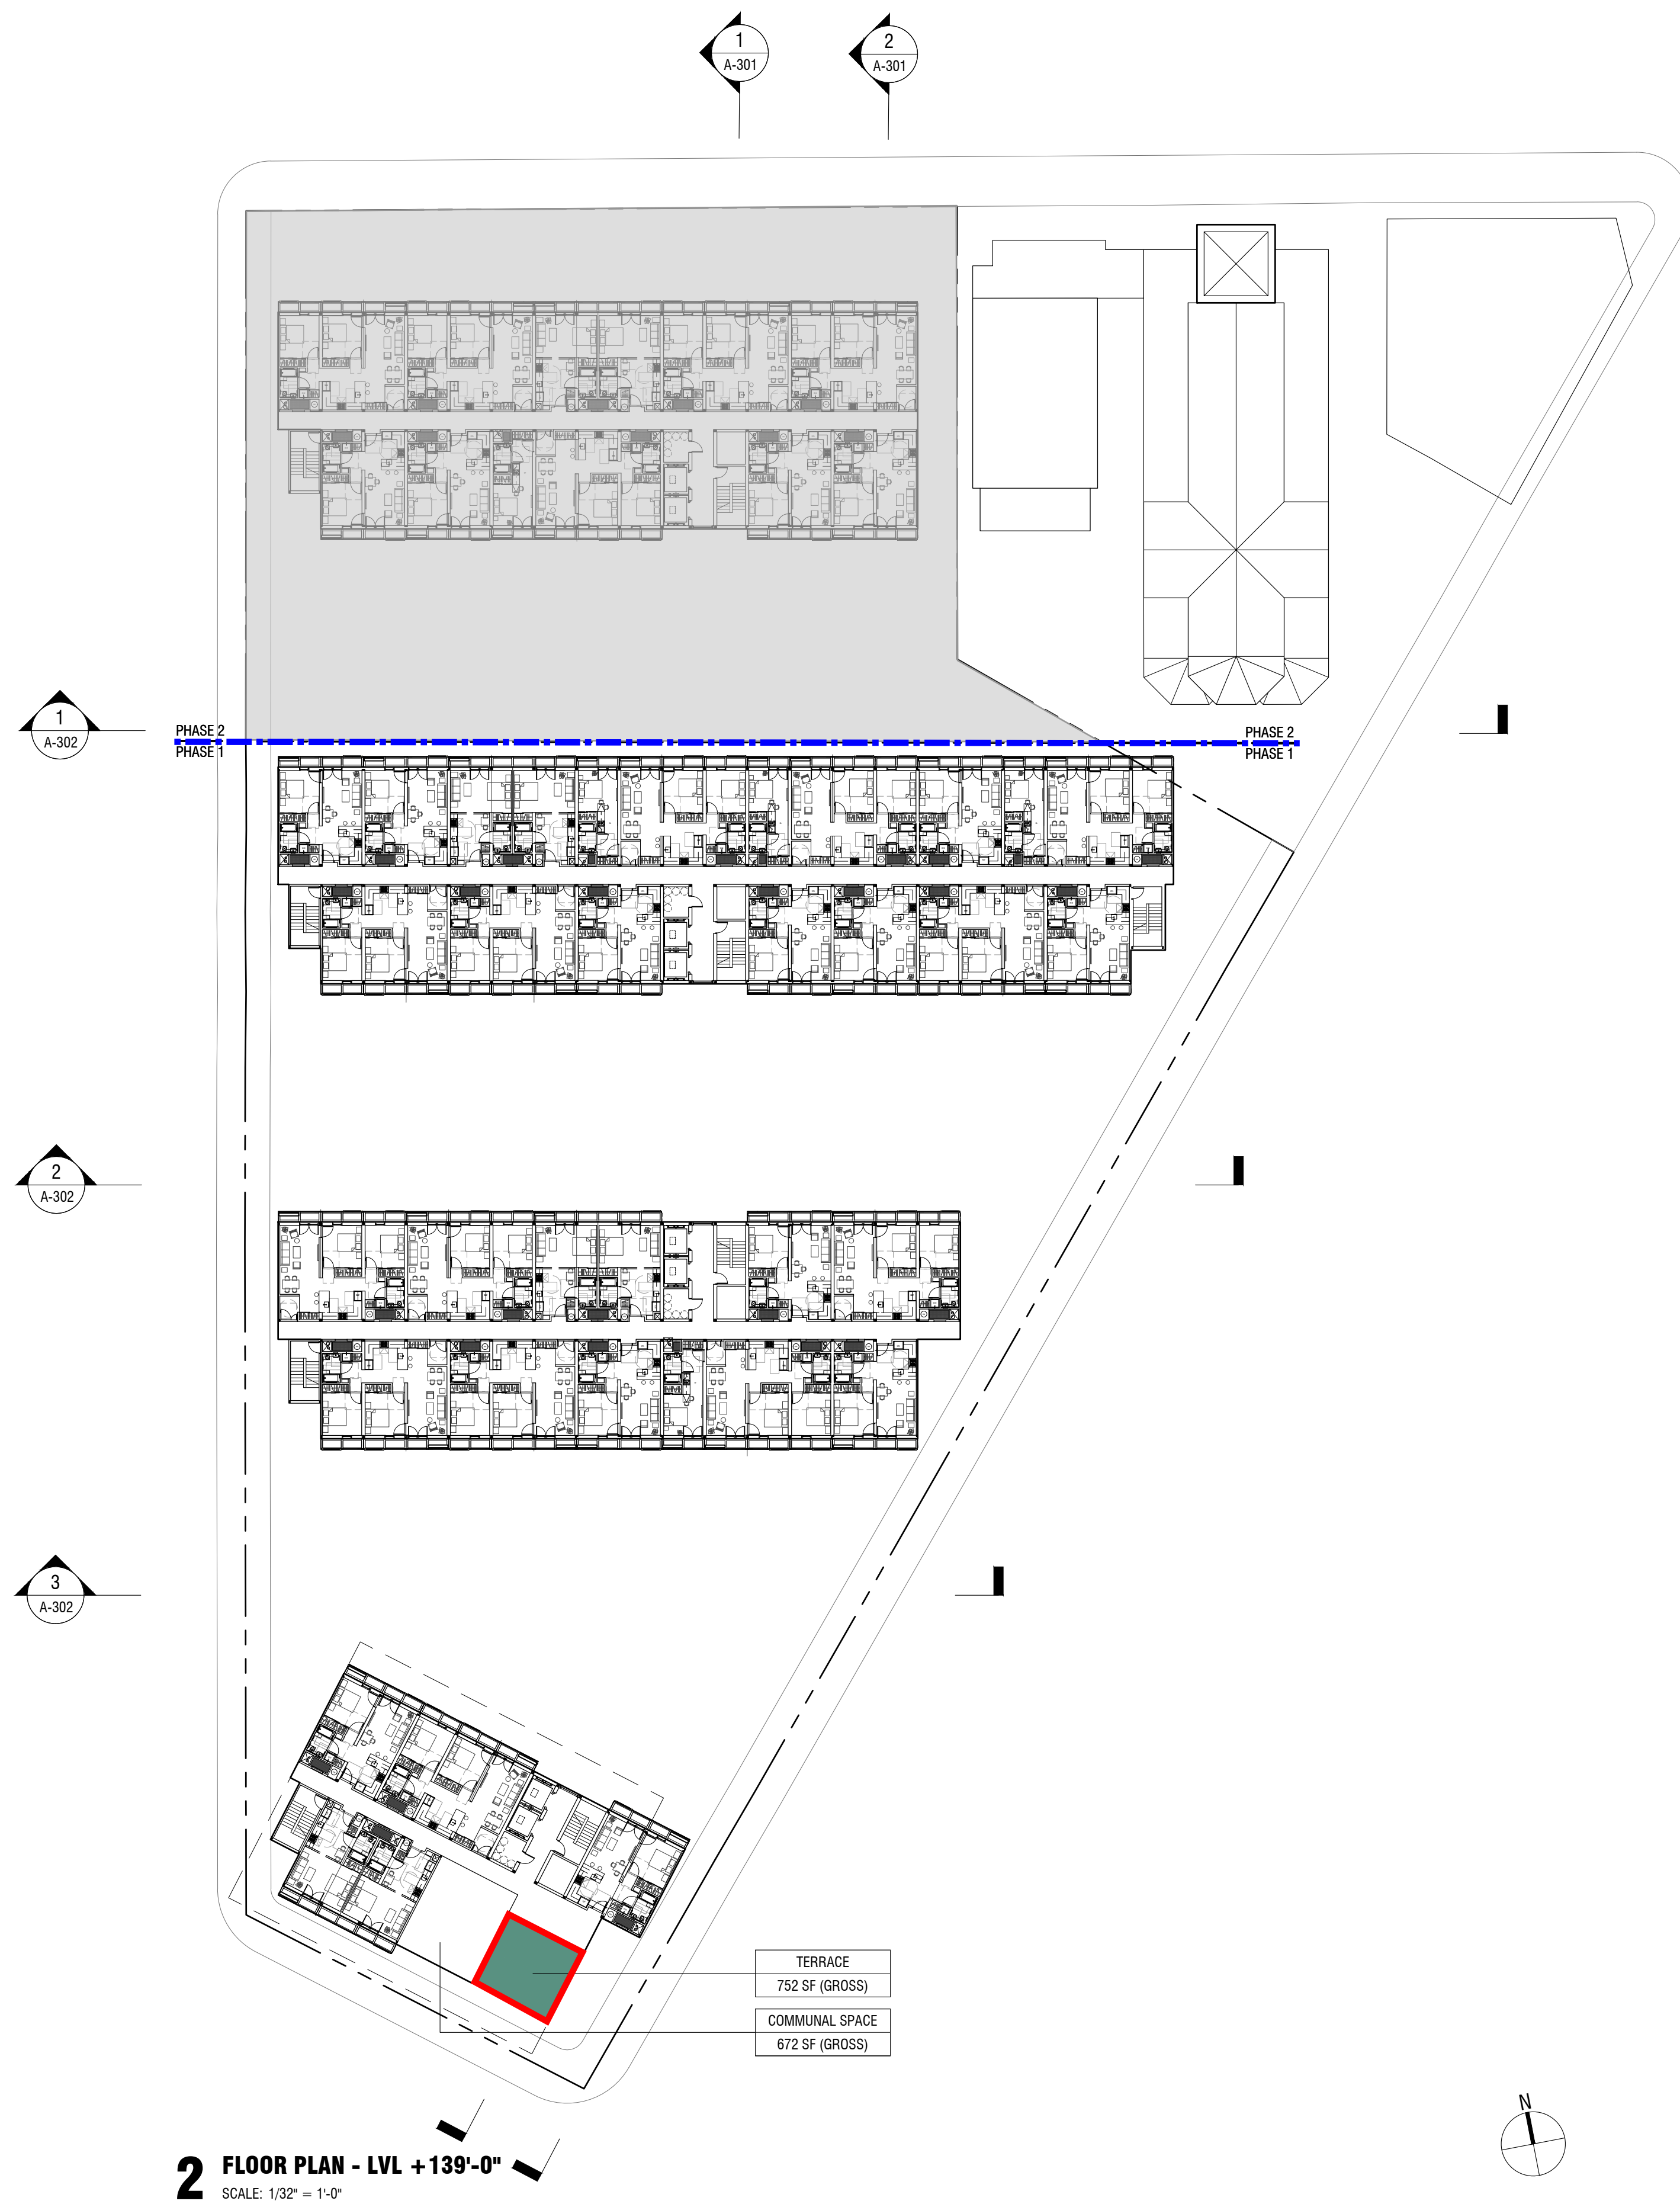 1
A-301
2
A-301
PHASE 2
PHASE 1
PHASE 2
PHASE 1
1
A-302
2
A-302
3
A-302
TERRACE
752 SF (GROSS)
COMMUNAL SPACE
672 SF (GROSS)
N
2 FLOOR PLAN - LVL +139'-0"
SCALE: 1/32" = 1'-0"